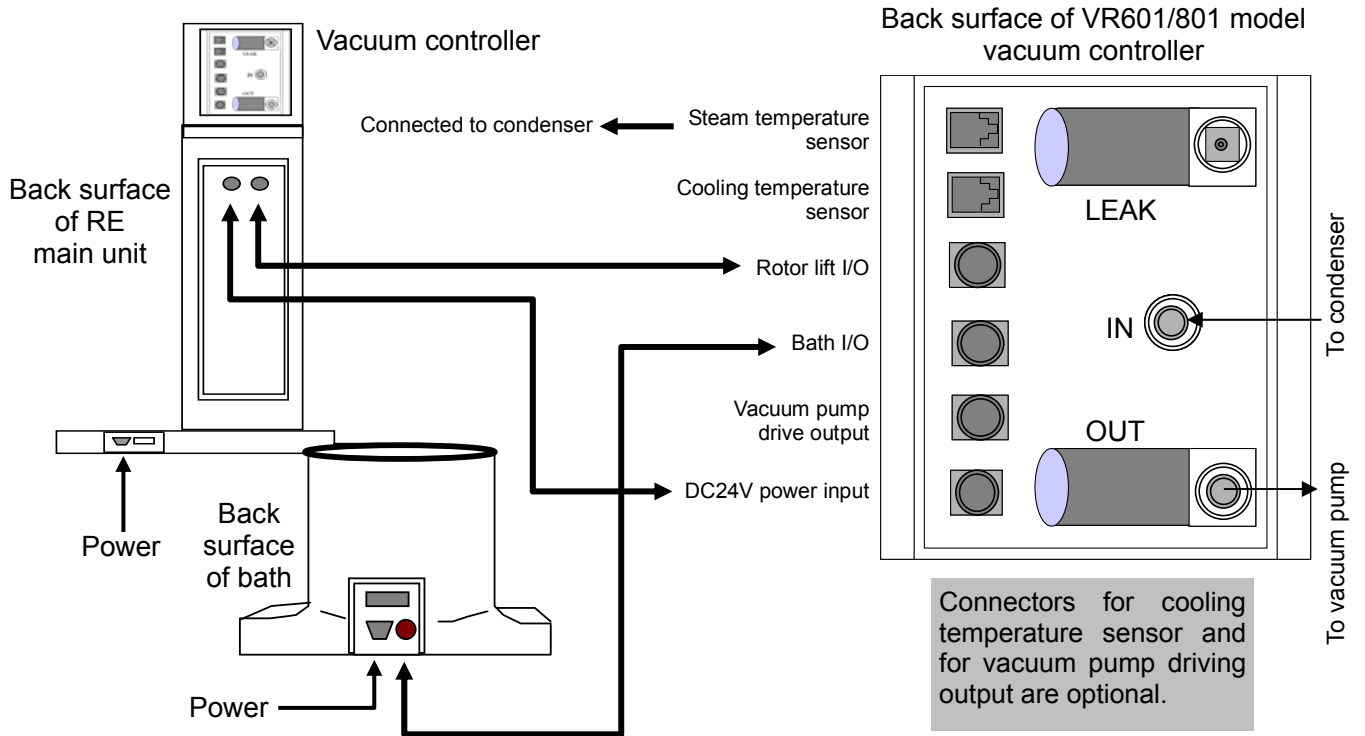 Vacuum controller
LEAK
IN
OUT
Back surface
of RE
main unit
Power
Back
surface
of bath
Power
Connected to condenser
Steam temperature
sensor
Cooling temperature
sensor
Rotor lift I/O
Bath I/O
Vacuum pump
drive output
DC24V power input
Back surface of VR601/801 model
vacuum controller
LEAK
IN
OUT
To condenser
To vacuum pump
Connectors for cooling
temperature sensor and
for vacuum pump driving
output are optional.